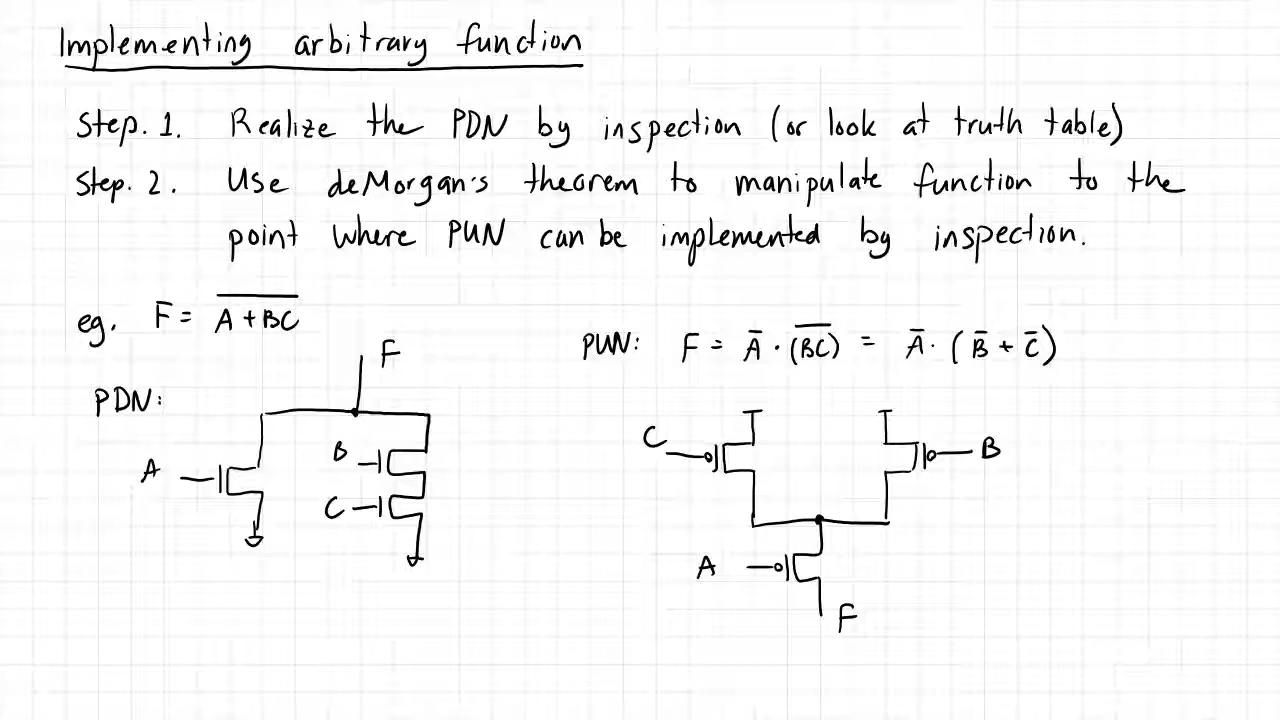 Implementing arbitrary function
Step. 1. Realize the PDN by inspection (or look at truth table)
Step. 2. Use deMorgan's theorem to manipulate function to the
point where PUN can be implemented by inspection.
eg. F = \overline{A + BC}
PUN: F = Ā · \overline{(BC)} = Ā · (B̄ + C̄)
PDN:
F
A
B
C
C
B
A
F